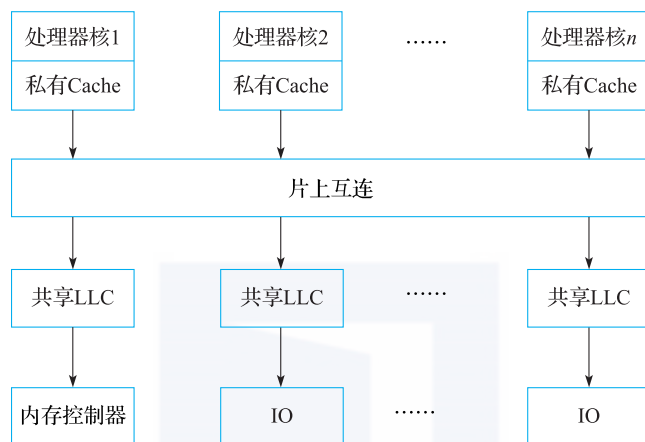 处理器核1
处理器核2
……
处理器核n
私有Cache
私有Cache
私有Cache
片上互连
共享LLC
共享LLC
……
共享LLC
内存控制器
IO
……
IO